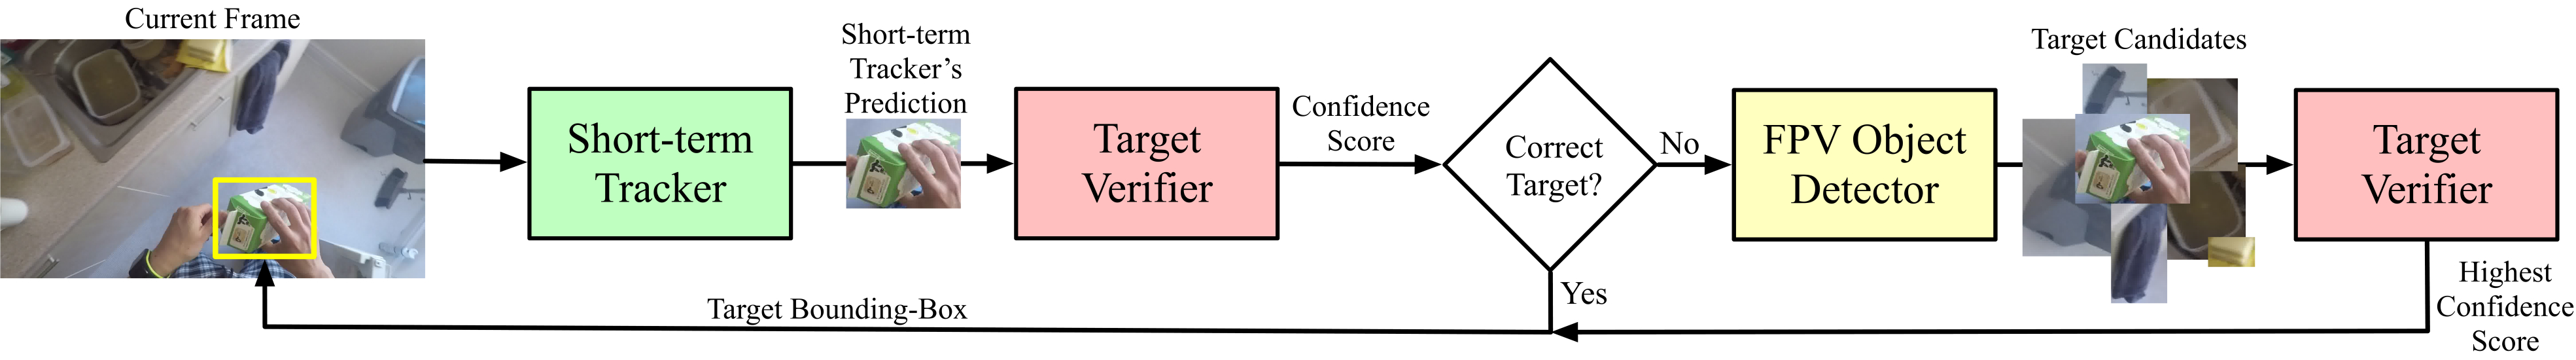 Current Frame
Short-term
Tracker
Short-term
Tracker’s
Prediction
Target
Verifier
Confidence
Score
Correct
Target?
No
Yes
FPV Object
Detector
Target Candidates
Target
Verifier
Highest
Confidence
Score
Target Bounding-Box